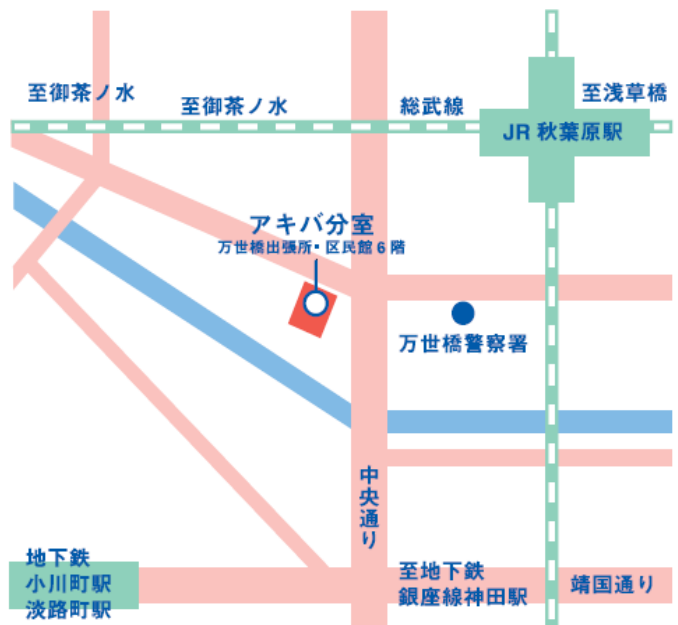 至御茶ノ水
至御茶ノ水
総武線
至浅草橋
JR 秋葉原駅
アキバ分室
万世橋出張所・区民館6階
万世橋警察署
中央通り
地下鉄
小川町駅
淡路町駅
至地下鉄
銀座線神田駅
靖国通り